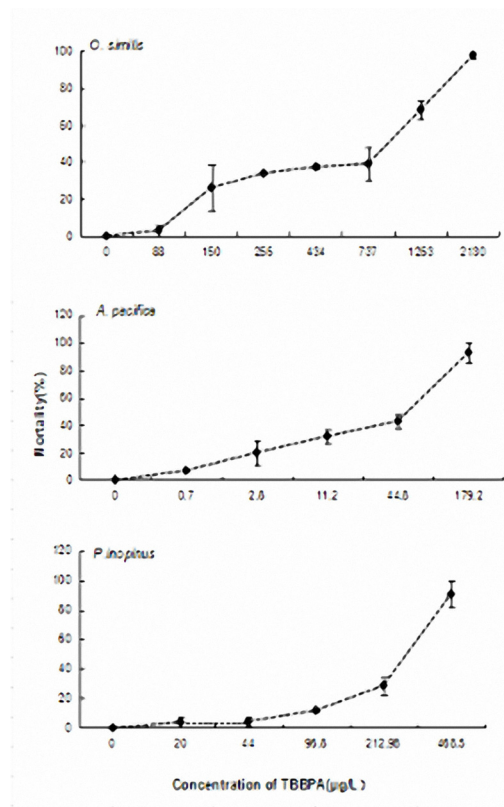 O. similis
100
80
60
40
20
0
0 83 150 255 434 737 1253 2130
A. pacifica
120
100
80
60
40
20
0
0 0.7 2.8 11.2 44.8 179.2
Mortality(%)
P.inopinus
120
100
80
60
40
20
0
0 20 44 96.8 212.96 468.5
Concentration of TBBPA(μg/L)